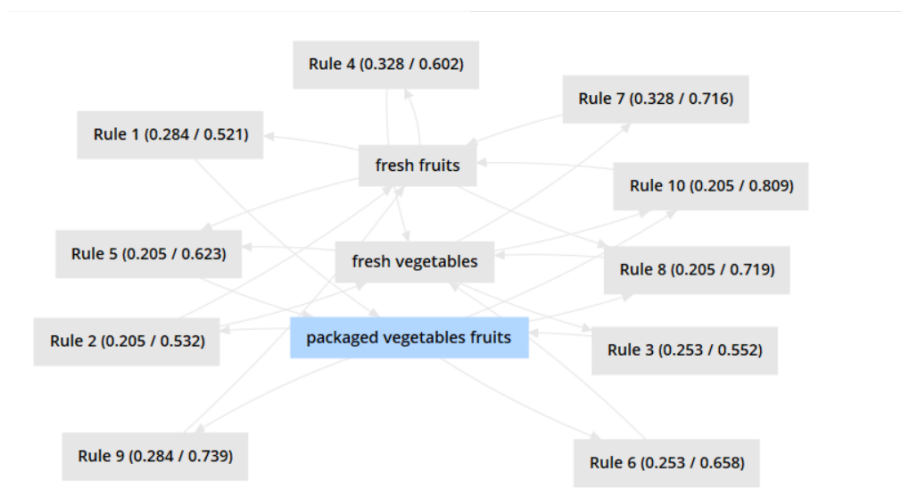 Rule 4 (0.328 / 0.602)
Rule 7 (0.328 / 0.716)
Rule 1 (0.284 / 0.521)
fresh fruits
Rule 10 (0.205 / 0.809)
Rule 5 (0.205 / 0.623)
fresh vegetables
Rule 8 (0.205 / 0.719)
Rule 2 (0.205 / 0.532)
packaged vegetables fruits
Rule 3 (0.253 / 0.552)
Rule 9 (0.284 / 0.739)
Rule 6 (0.253 / 0.658)